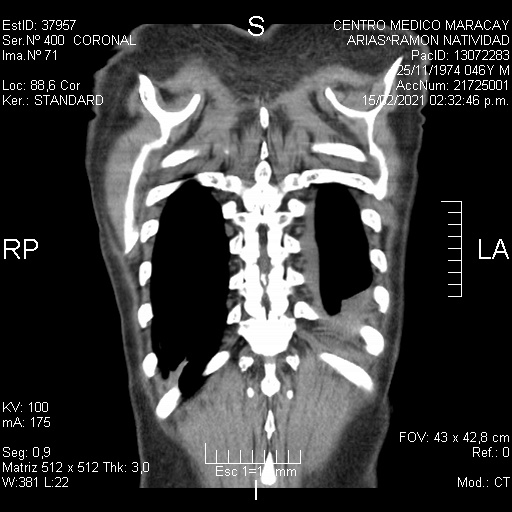 EstID: 37957
Ser.Nº 400 CORONAL
Ima.Nº 71
Loc: 88,6 Cor
Ker.: STANDARD
S
CENTRO MEDICO MARACAY
ARIAS^RAMON NATIVIDAD
PacID: 13072283
25/11/1974 046Y M
AccNum: 21725001
15/02/2021 02:32:46 p.m.
RP
LA
KV: 100
mA: 175
Seg: 0,9
Matriz 512 x 512 Thk: 3,0
W:381 L:22
Esc 1=1 mm
I
FOV: 43 x 42,8 cm
Ref.: 0
Mod.: CT